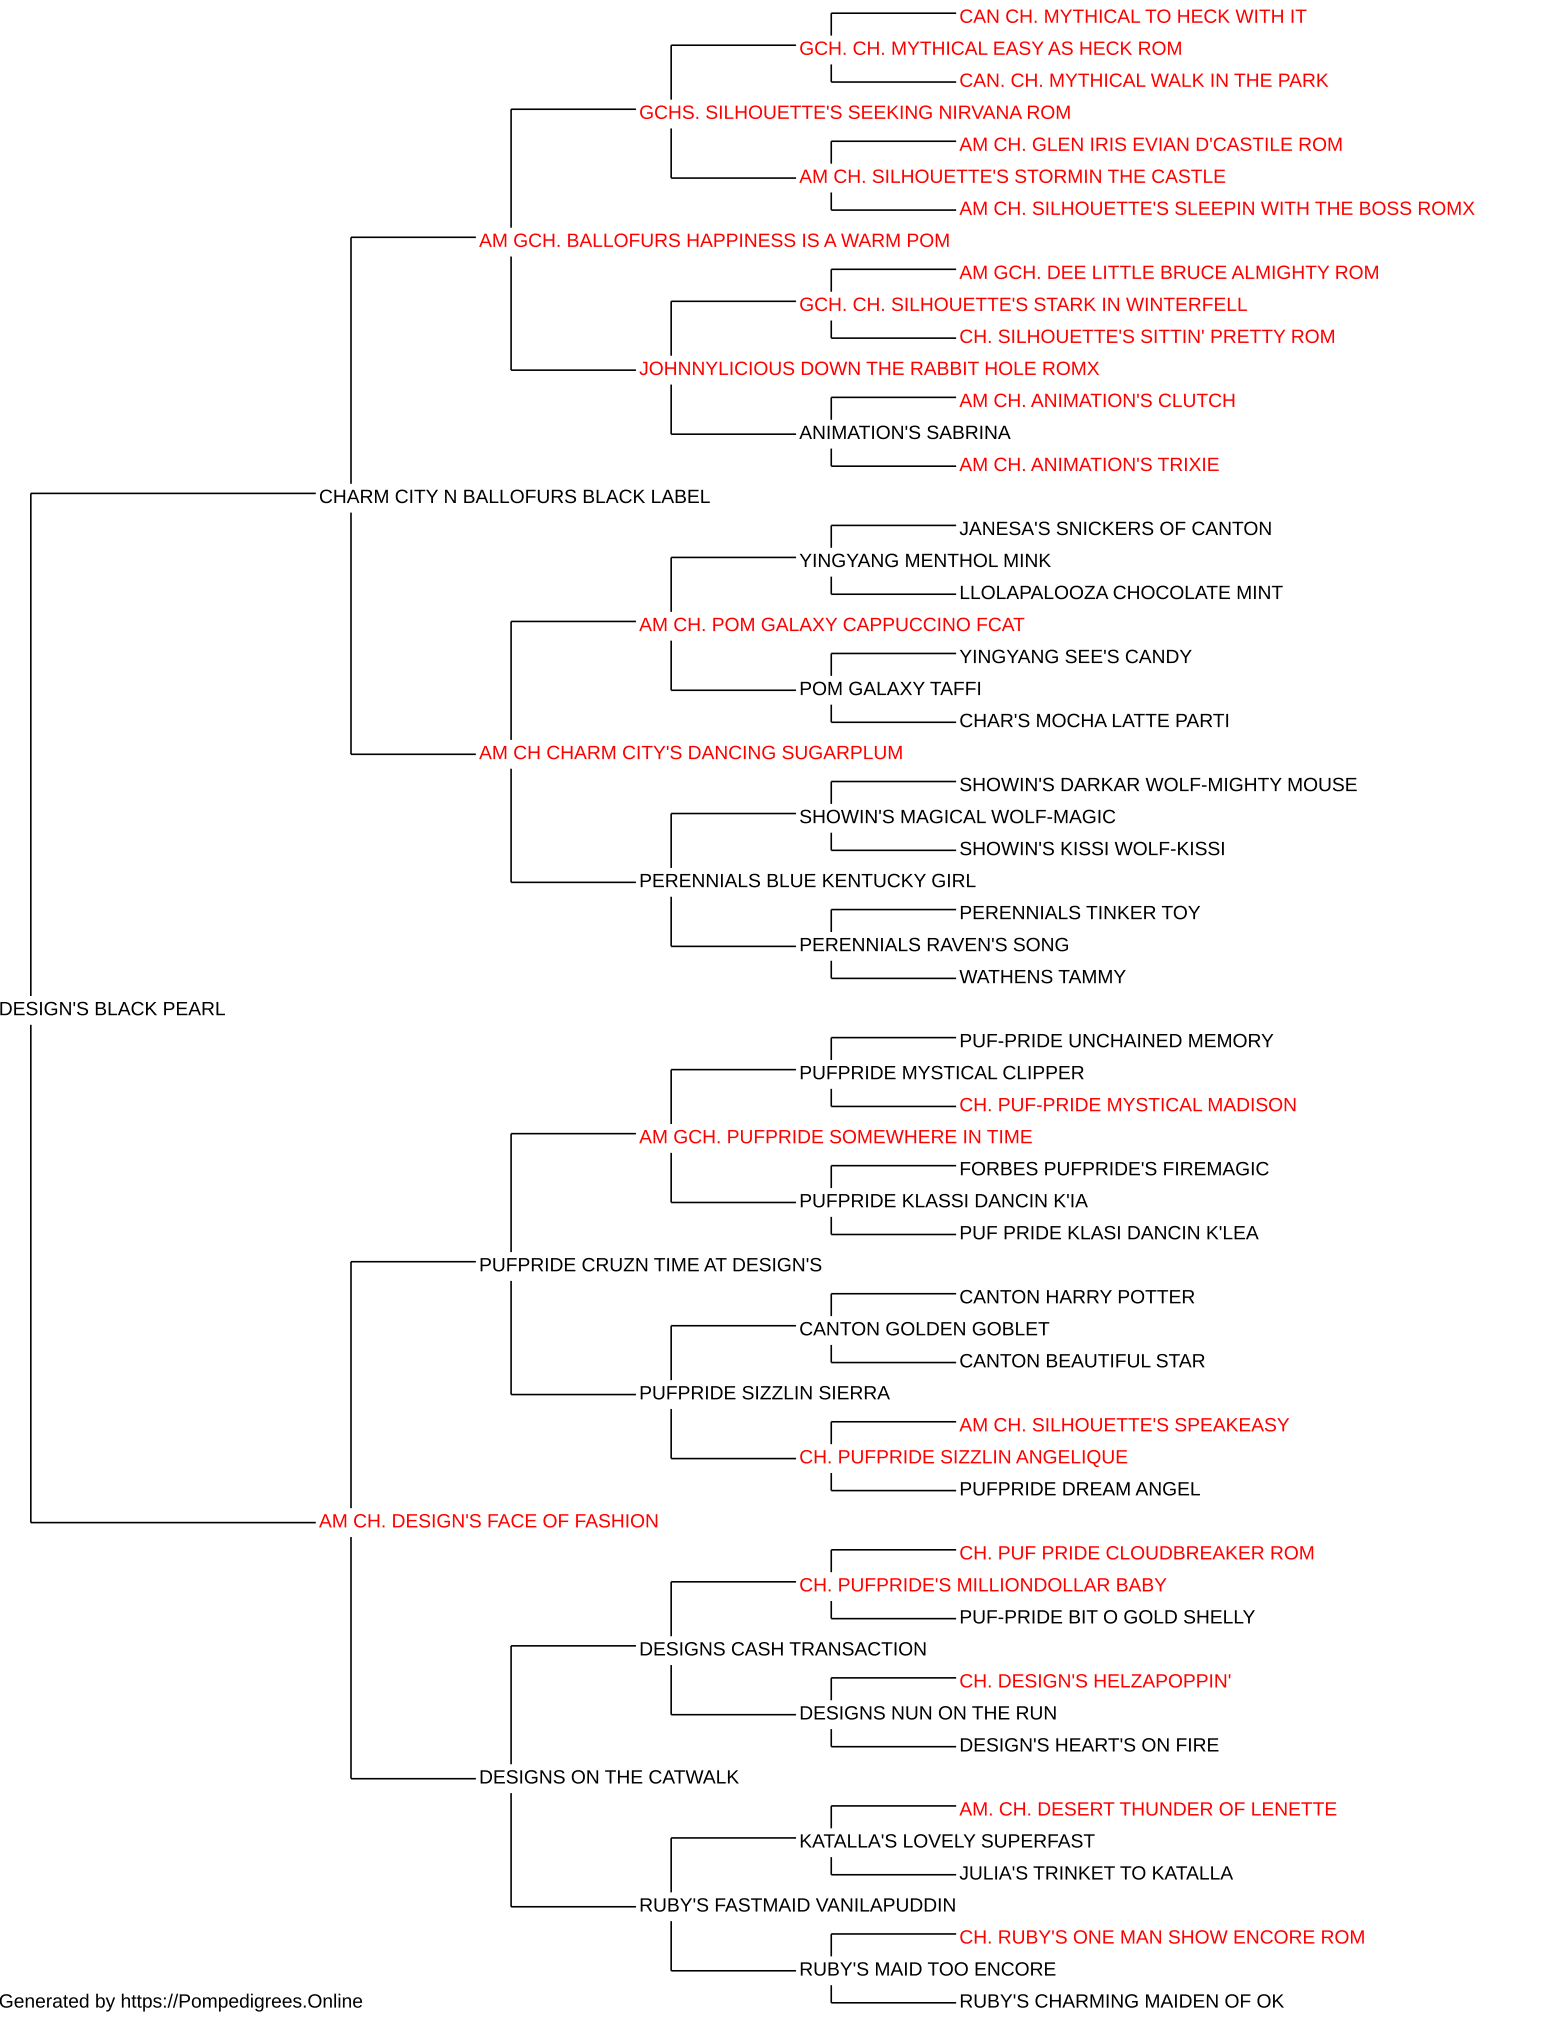 CAN CH. MYTHICAL TO HECK WITH IT
GCH. CH. MYTHICAL EASY AS HECK ROM
CAN. CH. MYTHICAL WALK IN THE PARK
GCHS. SILHOUETTE'S SEEKING NIRVANA ROM
AM CH. GLEN IRIS EVIAN D'CASTILE ROM
AM CH. SILHOUETTE'S STORMIN THE CASTLE
AM CH. SILHOUETTE'S SLEEPIN WITH THE BOSS ROMX
AM GCH. BALLOFURS HAPPINESS IS A WARM POM
AM GCH. DEE LITTLE BRUCE ALMIGHTY ROM
GCH. CH. SILHOUETTE'S STARK IN WINTERFELL
CH. SILHOUETTE'S SITTIN' PRETTY ROM
JOHNNYLICIOUS DOWN THE RABBIT HOLE ROMX
AM CH. ANIMATION'S CLUTCH
ANIMATION'S SABRINA
AM CH. ANIMATION'S TRIXIE
CHARM CITY N BALLOFURS BLACK LABEL
JANESA'S SNICKERS OF CANTON
YINGYANG MENTHOL MINK
LLOLAPALOOZA CHOCOLATE MINT
AM CH. POM GALAXY CAPPUCCINO FCAT
YINGYANG SEE'S CANDY
POM GALAXY TAFFI
CHAR'S MOCHA LATTE PARTI
AM CH CHARM CITY'S DANCING SUGARPLUM
SHOWIN'S DARKAR WOLF-MIGHTY MOUSE
SHOWIN'S MAGICAL WOLF-MAGIC
SHOWIN'S KISSI WOLF-KISSI
PERENNIALS BLUE KENTUCKY GIRL
PERENNIALS TINKER TOY
PERENNIALS RAVEN'S SONG
WATHENS TAMMY
DESIGN'S BLACK PEARL
PUF-PRIDE UNCHAINED MEMORY
PUFPRIDE MYSTICAL CLIPPER
CH. PUF-PRIDE MYSTICAL MADISON
AM GCH. PUFPRIDE SOMEWHERE IN TIME
FORBES PUFPRIDE'S FIREMAGIC
PUFPRIDE KLASSI DANCIN K'IA
PUF PRIDE KLASI DANCIN K'LEA
PUFPRIDE CRUZN TIME AT DESIGN'S
CANTON HARRY POTTER
CANTON GOLDEN GOBLET
CANTON BEAUTIFUL STAR
PUFPRIDE SIZZLIN SIERRA
AM CH. SILHOUETTE'S SPEAKEASY
CH. PUFPRIDE SIZZLIN ANGELIQUE
PUFPRIDE DREAM ANGEL
AM CH. DESIGN'S FACE OF FASHION
CH. PUF PRIDE CLOUDBREAKER ROM
CH. PUFPRIDE'S MILLIONDOLLAR BABY
PUF-PRIDE BIT O GOLD SHELLY
DESIGNS CASH TRANSACTION
CH. DESIGN'S HELZAPOPPIN'
DESIGNS NUN ON THE RUN
DESIGN'S HEART'S ON FIRE
DESIGNS ON THE CATWALK
AM. CH. DESERT THUNDER OF LENETTE
KATALLA'S LOVELY SUPERFAST
JULIA'S TRINKET TO KATALLA
RUBY'S FASTMAID VANILAPUDDIN
CH. RUBY'S ONE MAN SHOW ENCORE ROM
RUBY'S MAID TOO ENCORE
RUBY'S CHARMING MAIDEN OF OK
Generated by https://Pompedigrees.Online